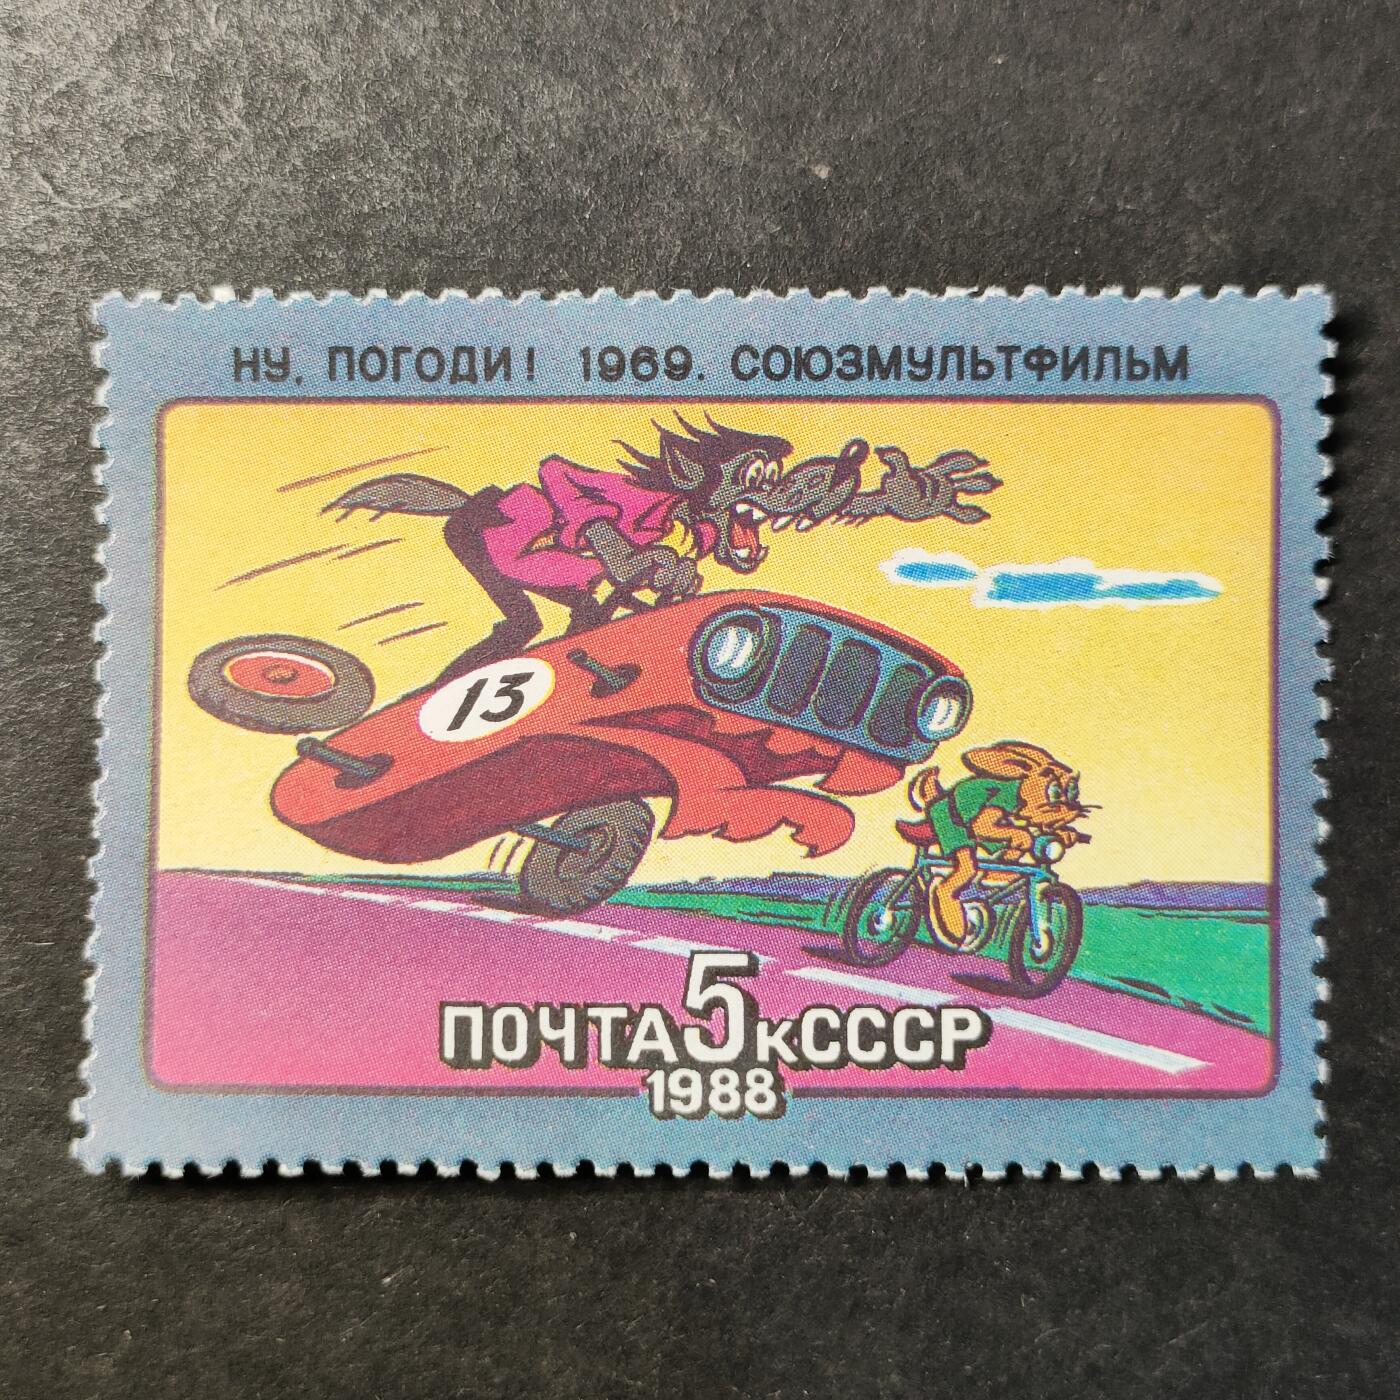 НУ, ПОГОДИ! 1969. СОЮЗМУЛЬТФИЛЬМ
13
ПОЧТА 5к СССР
1988